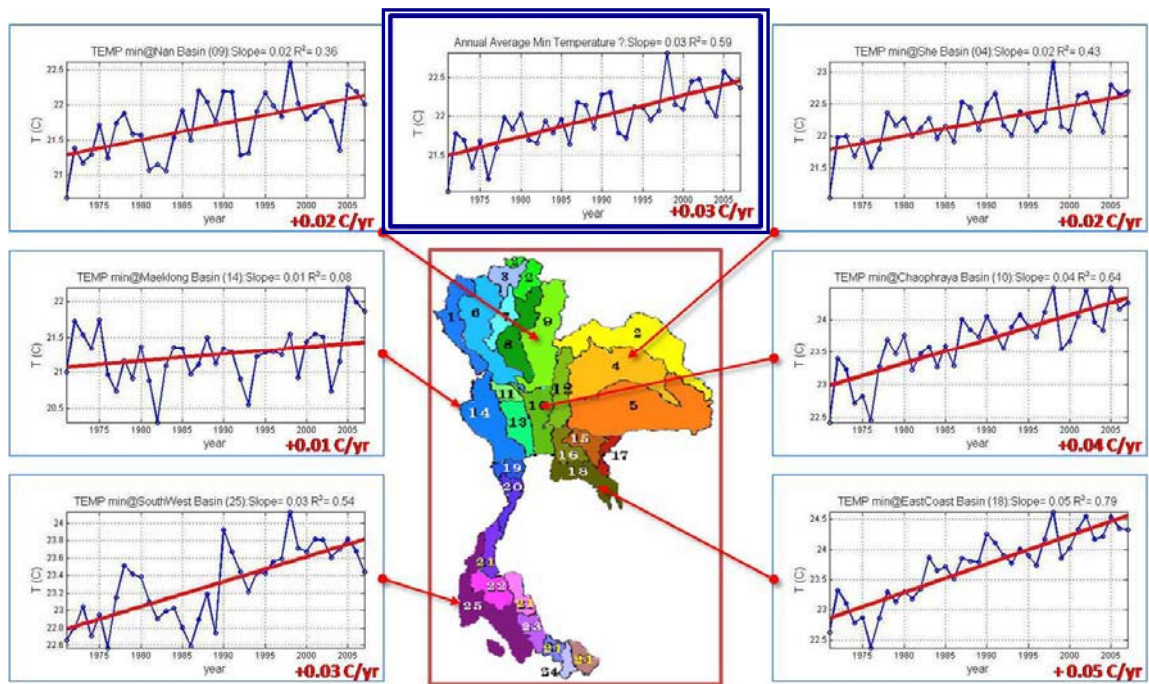 TEMP min@Nan Basin (09):Slope= 0.02 R²= 0.36
T (C)
22.5
22
21.5
21
1975 1980 1985 1990 1995 2000 2005
year
+0.02 C/yr
Annual Average Min Temperature ?:Slope= 0.03 R²= 0.59
T (C)
22.5
22
21.5
1975 1980 1985 1990 1995 2000 2005
year
+0.03 C/yr
TEMP min@She Basin (04):Slope= 0.02 R²= 0.43
T (C)
23
22.5
22
21.5
1975 1980 1985 1990 1995 2000 2005
year
+0.02 C/yr
TEMP min@Maeklong Basin (14):Slope= 0.01 R²= 0.08
T (C)
22
21.5
21
20.5
1975 1980 1985 1990 1995 2000 2005
year
+0.01 C/yr
3 2
1 6 7 9
8 2
4
12
11 10 5
14 13
15
16 17
19 18
20
21
22
25 21
23
21 21
24
TEMP min@Chaophraya Basin (10):Slope= 0.04 R²= 0.64
T (C)
24.5
24
23.5
23
22.5
1975 1980 1985 1990 1995 2000 2005
year
+0.04 C/yr
TEMP min@SouthWest Basin (25):Slope= 0.03 R²= 0.54
T (C)
24
23.8
23.6
23.4
23.2
23
22.8
22.6
1975 1980 1985 1990 1995 2000 2005
year
+0.03 C/yr
TEMP min@EastCoast Basin (18):Slope= 0.05 R²= 0.79
T (C)
24.5
24
23.5
23
22.5
1975 1980 1985 1990 1995 2000 2005
year
+ 0.05 C/yr